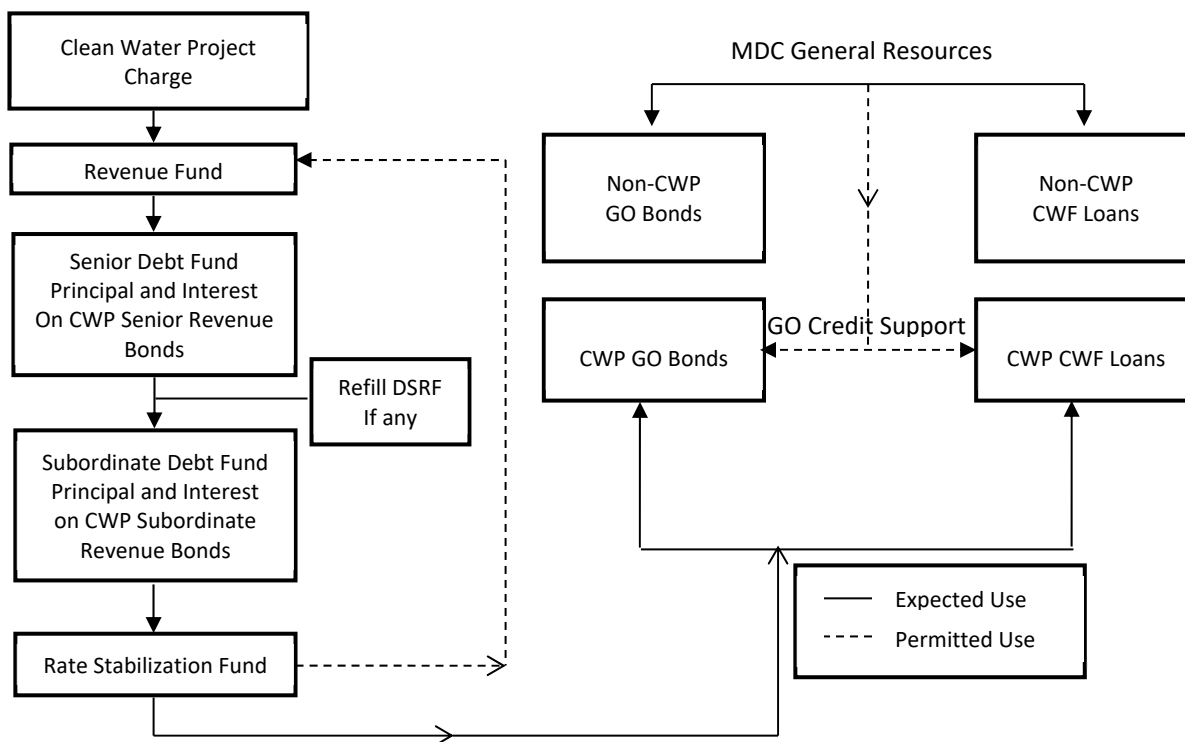 Clean Water Project
Charge
Revenue Fund
Senior Debt Fund
Principal and Interest
On CWP Senior Revenue
Bonds
Refill DSRF
If any
Subordinate Debt Fund
Principal and Interest
on CWP Subordinate
Revenue Bonds
Rate Stabilization Fund
MDC General Resources
Non-CWP
GO Bonds
Non-CWP
CWF Loans
GO Credit Support
CWP GO Bonds
CWP CWF Loans
Expected Use
Permitted Use